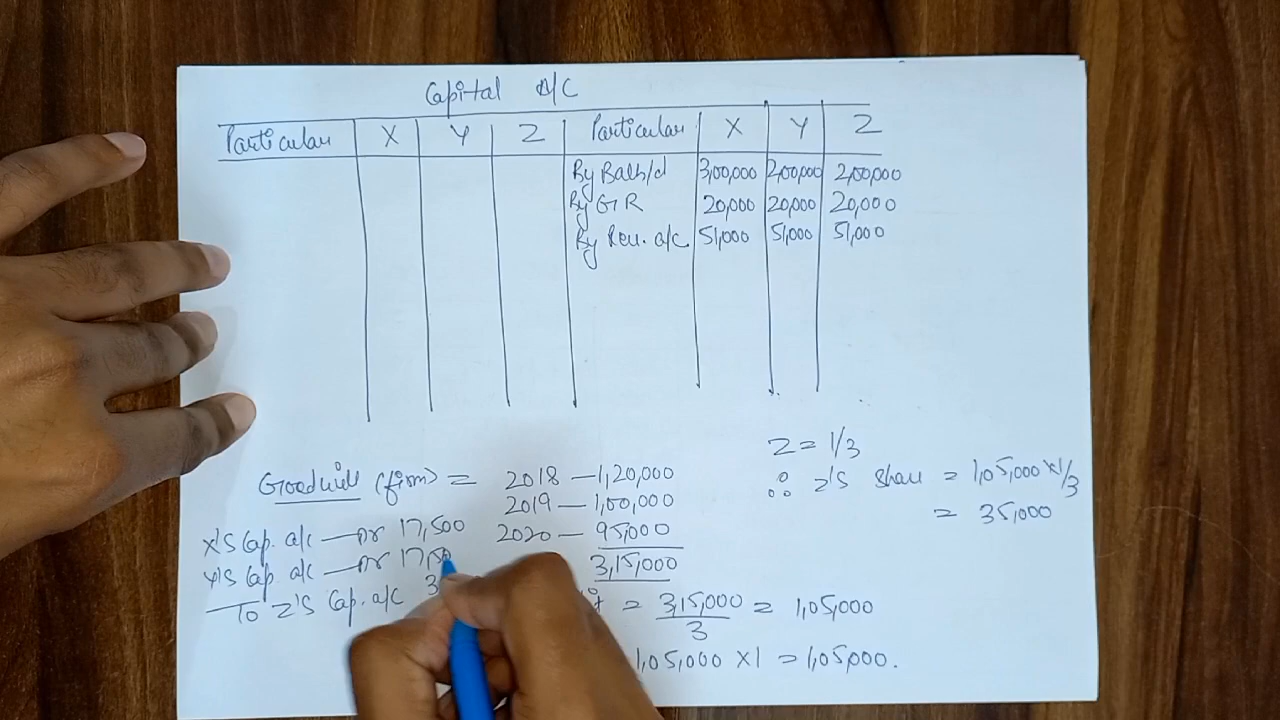 Capital A/C
Particular X Y Z Particular X Y Z
By Balb/d 3,00,000 2,00,000 2,00,000
By G R 20,000 20,000 20,000
By Rev. a/c 51,000 51,000 51,000
Z = 1/3
∴ Z'S Share = 1,05,000 x 1/3
= 35,000
Goodwill (firm) = 2018 – 1,20,000
2019 – 1,00,000
2020 – 95,000
3,15,000
X'S Cap. a/c – Dr 17,500
Y'S Cap. a/c – Dr 17,50
To Z'S Cap. a/c 3
= 3,15,000/3 = 1,05,000
1,05,000 X 1 = 1,05,000.